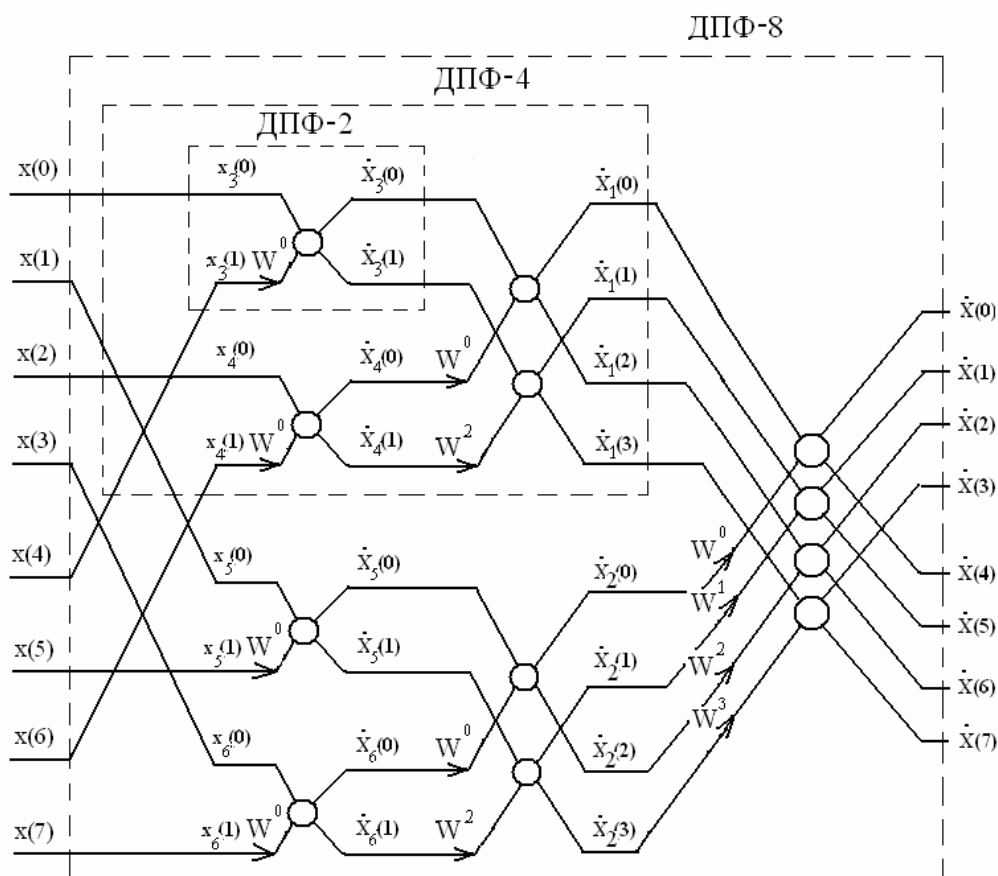 ДПФ-8
ДПФ-4
ДПФ-2
x(0) x₃(0) Ẋ₃(0) Ẋ₁(0)
x(1) x₃(1) W⁰ Ẋ₃(1) Ẋ₁(1)
Ẋ(0)
x(2) x₄(0) Ẋ₄(0) W⁰ Ẋ₁(2) Ẋ(1)
Ẋ(2)
x(3) x₄(1) W⁰ Ẋ₄(1) W² Ẋ₁(3)
Ẋ(3)
x(4) x₅(0) Ẋ₅(0) Ẋ₂(0) W⁰ Ẋ(4)
W¹
x(5) x₅(1) W⁰ Ẋ₅(1) Ẋ₂(1) W² Ẋ(5)
Ẋ(6)
W³
x(6) x₆(0) Ẋ₆(0) W⁰ Ẋ₂(2) Ẋ(7)
x(7) x₆(1) W⁰ Ẋ₆(1) W² Ẋ₂(3)